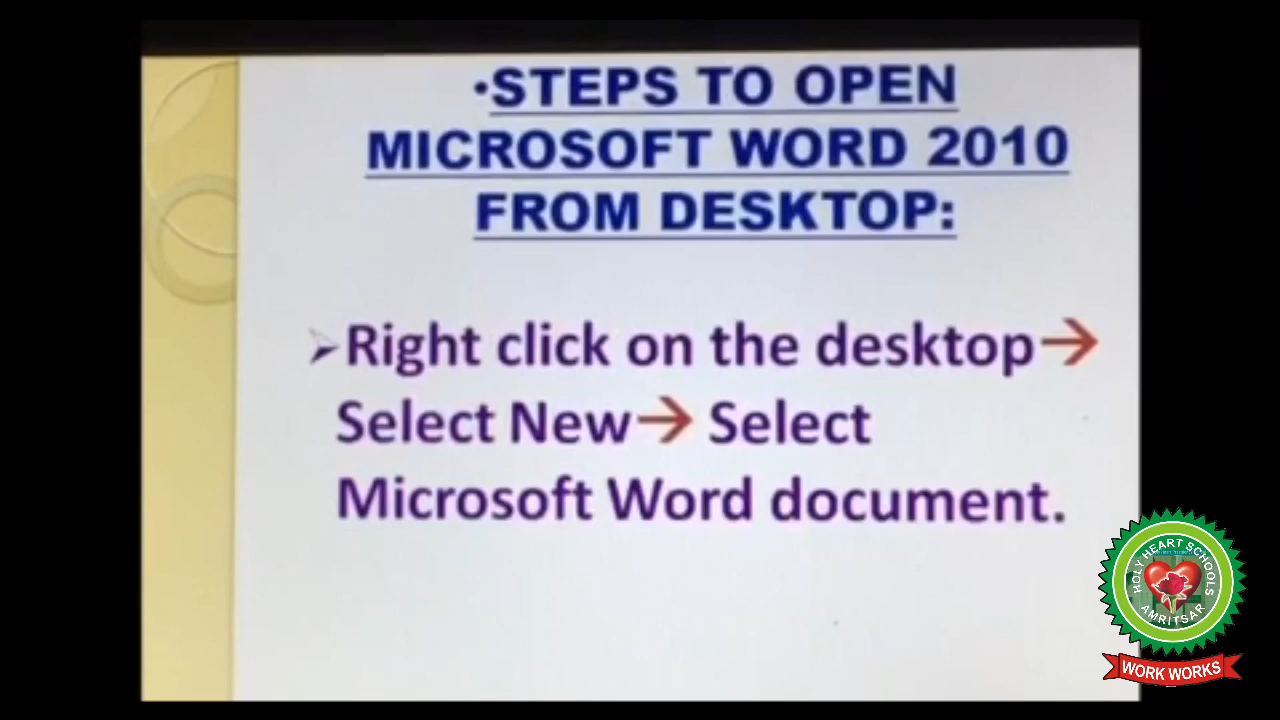 •STEPS TO OPEN
MICROSOFT WORD 2010
FROM DESKTOP:
➢Right click on the desktop→
Select New→ Select
Microsoft Word document.
HOLY HEART SCHOOLS
AMRITSAR
WORK WORKS